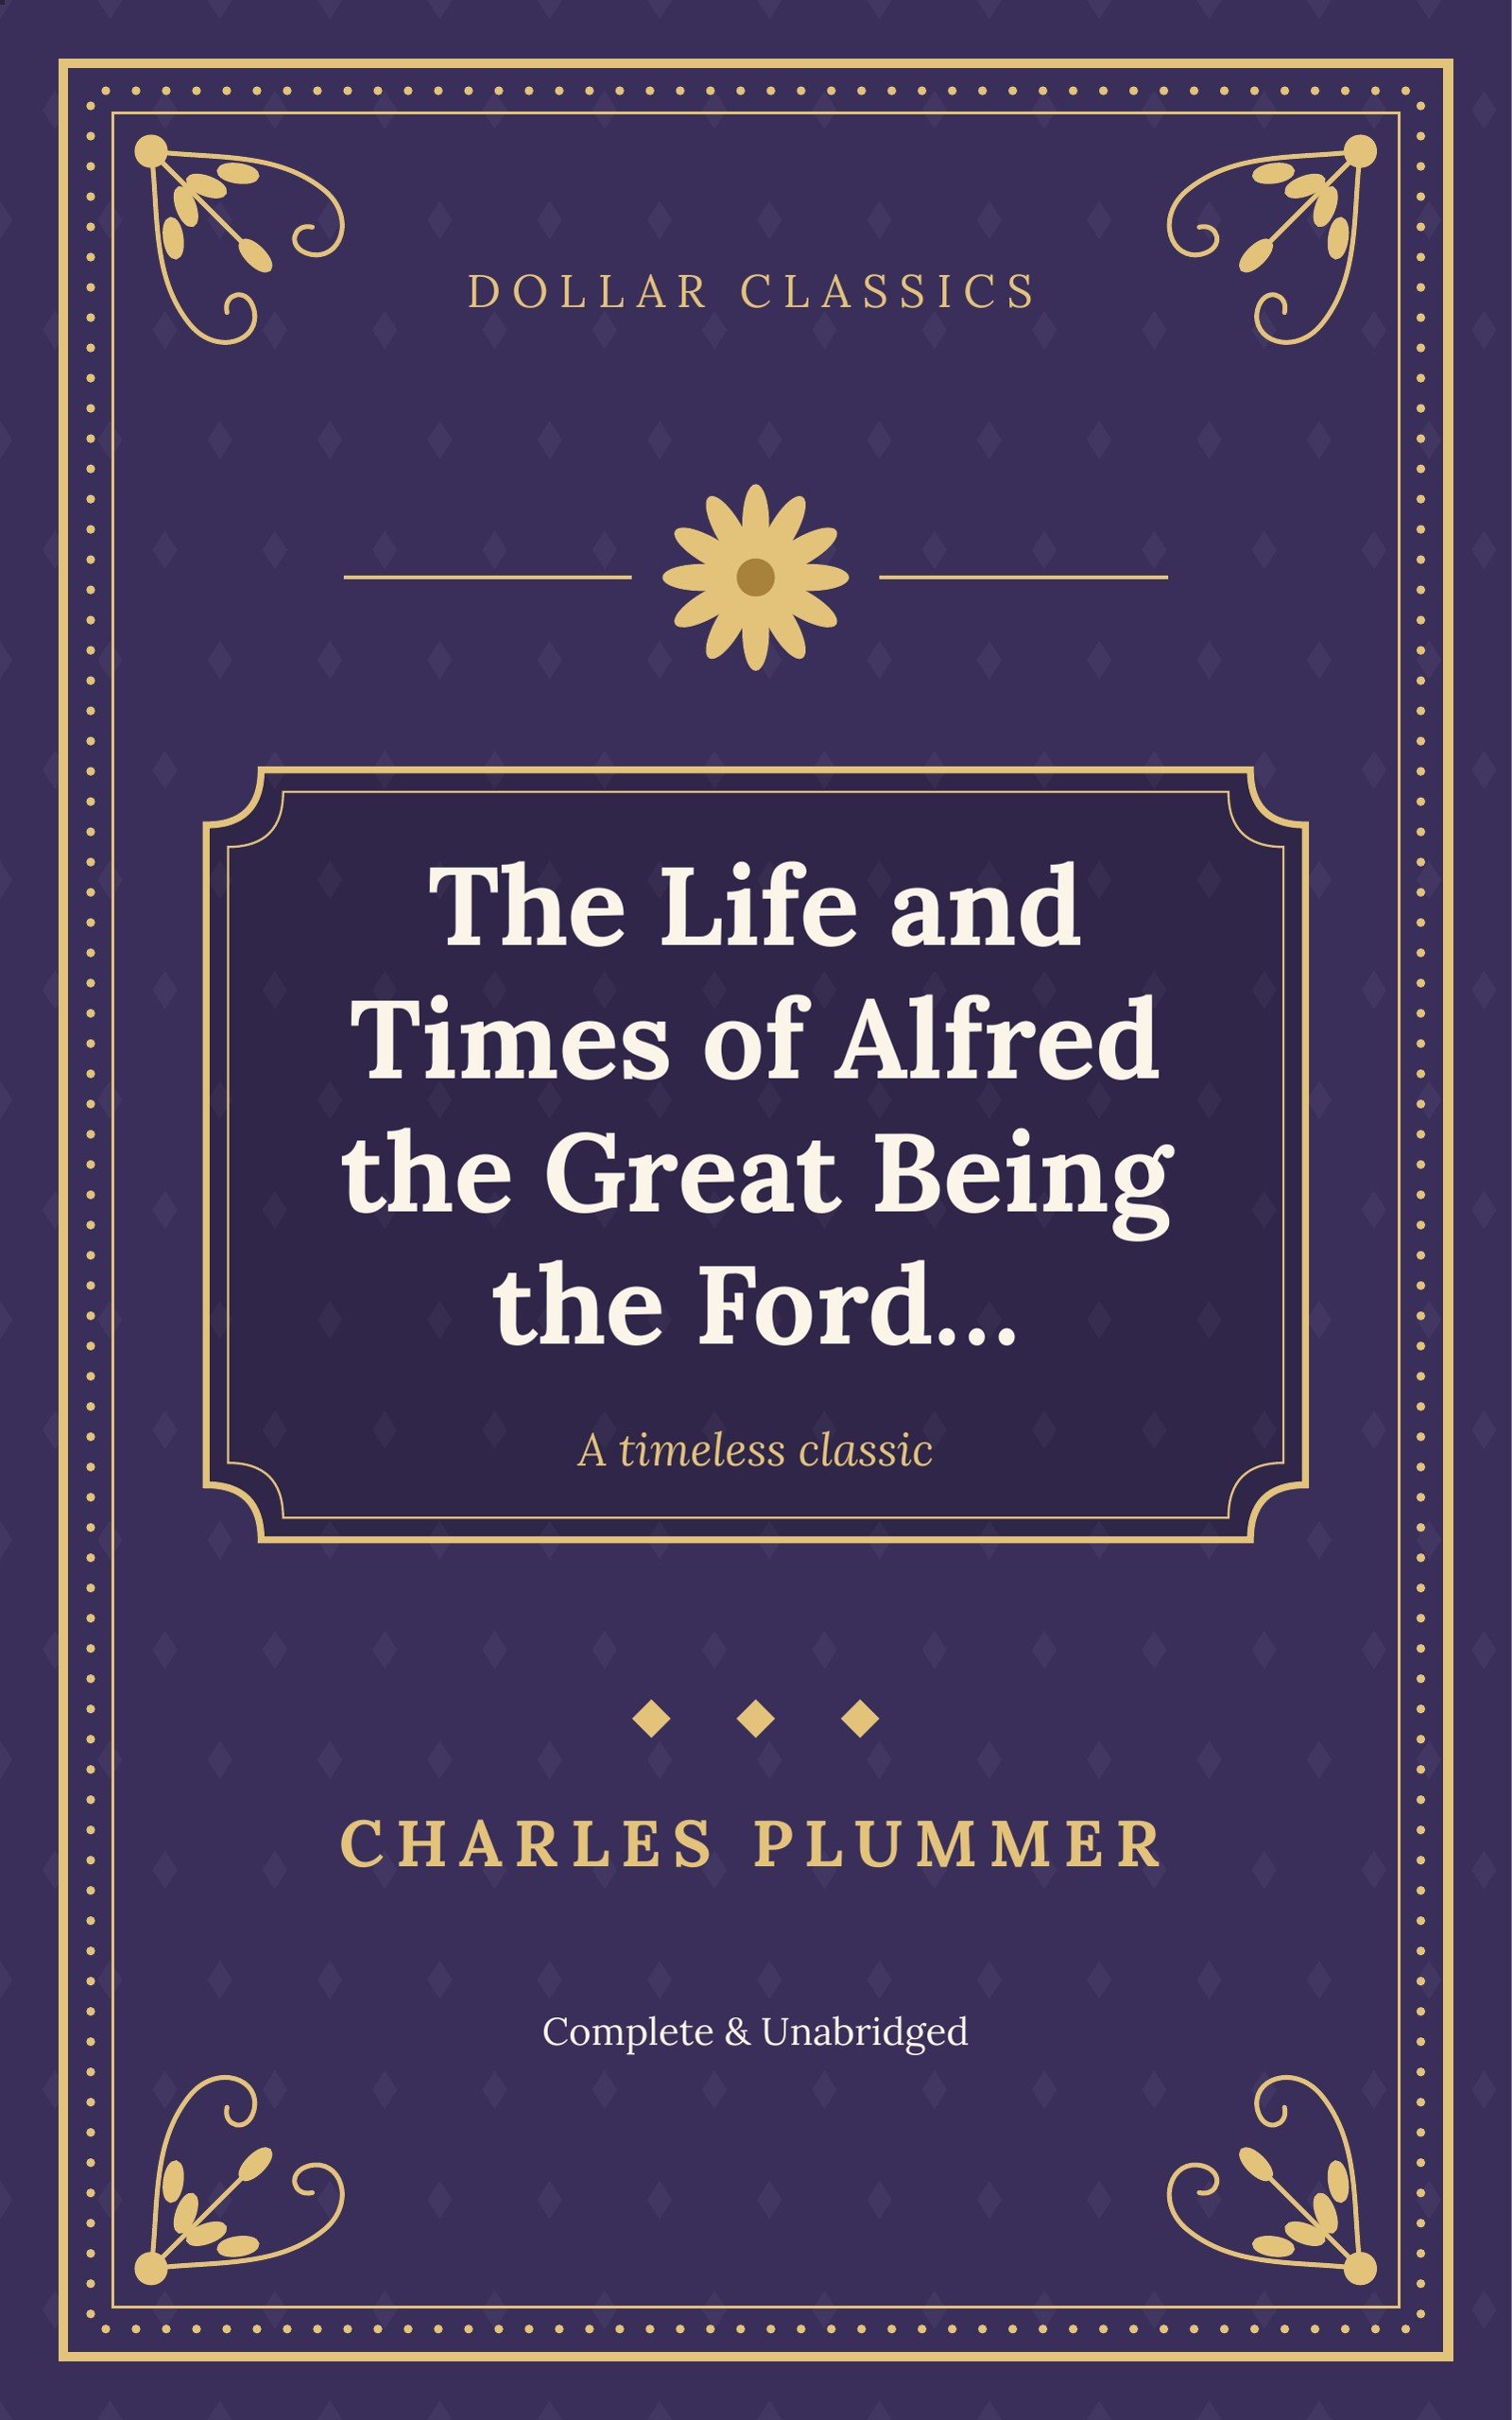 DOLLAR CLASSICS
The Life and
Times of Alfred
the Great Being
the Ford...
A timeless classic
CHARLES PLUMMER
Complete & Unabridged